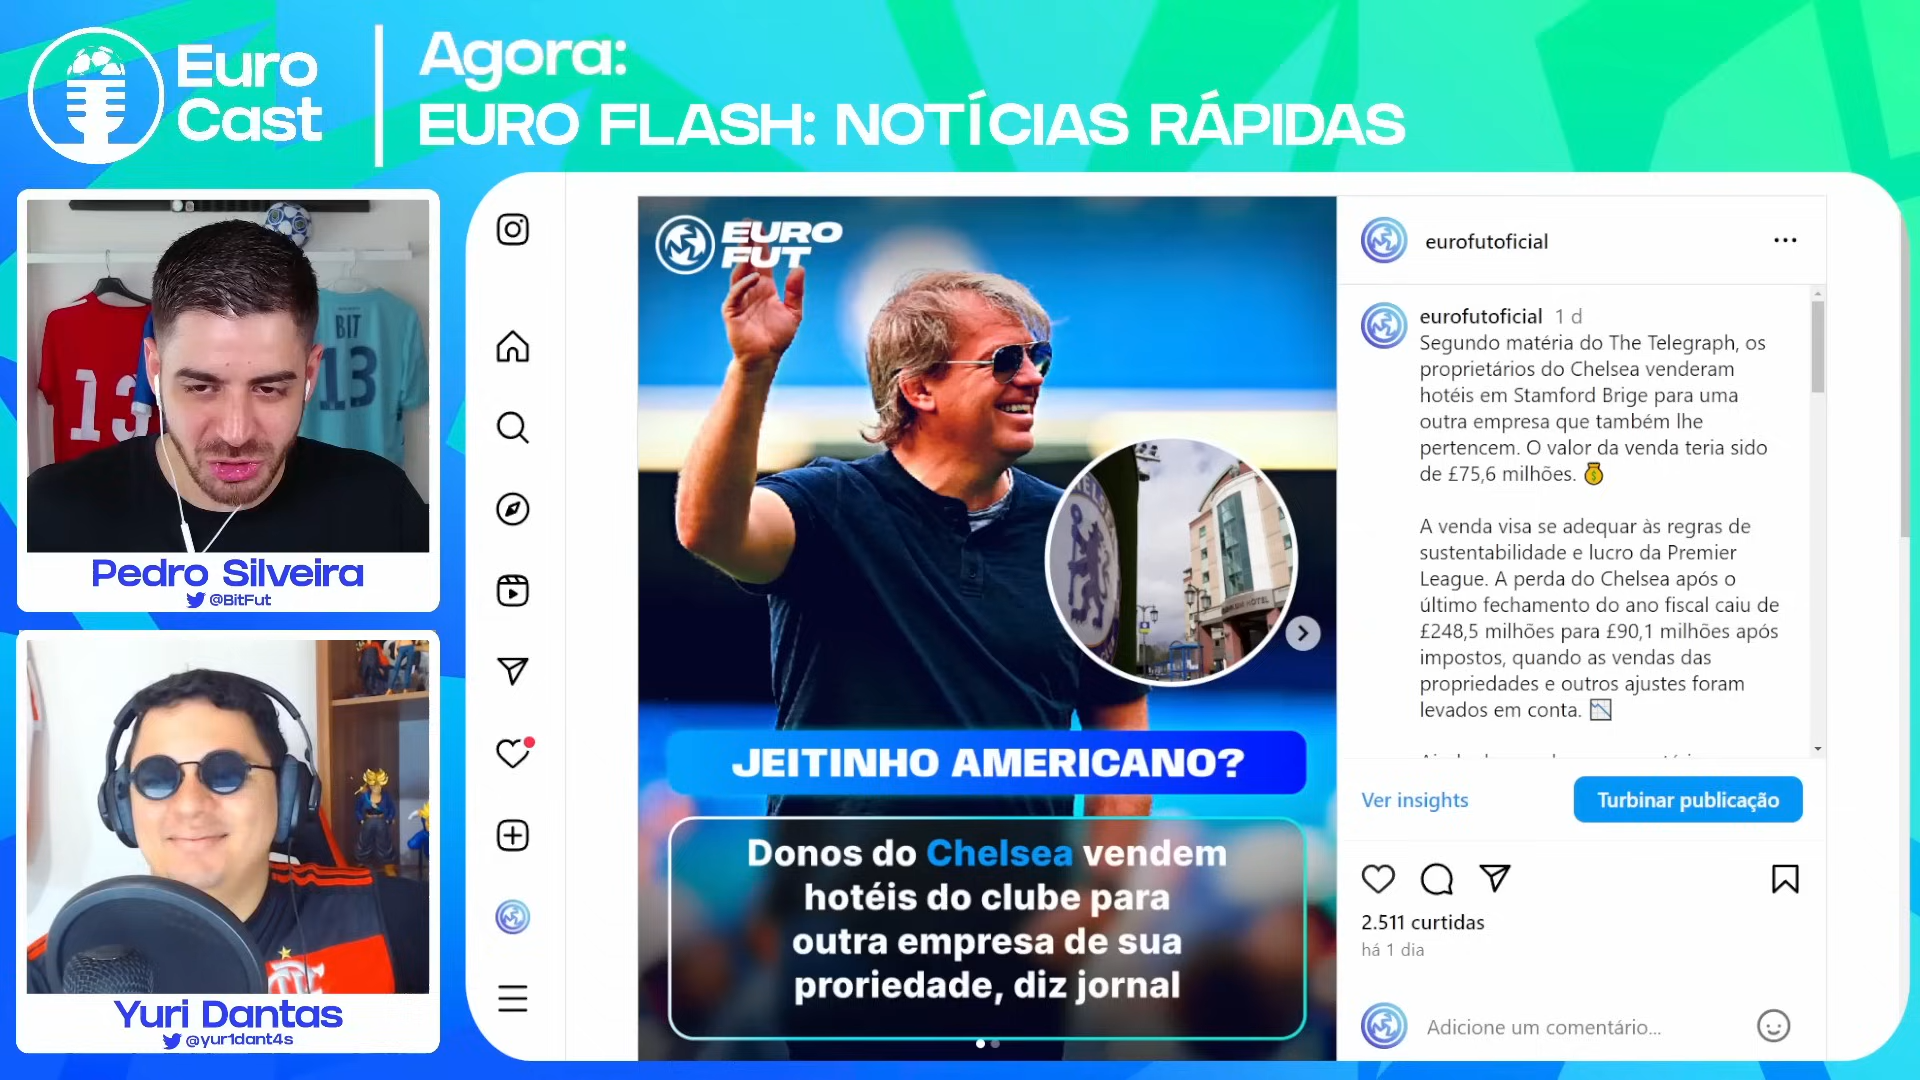 Euro
Cast
Agora:
EURO FLASH: NOTÍCIAS RÁPIDAS
13
BIT
13
Pedro Silveira
@BitFut
Yuri Dantas
@yur1dant4s
EURO
FUT
JEITINHO AMERICANO?
Donos do Chelsea vendem
hotéis do clube para
outra empresa de sua
proriedade, diz jornal
eurofutoficial
eurofutoficial 1 d
Segundo matéria do The Telegraph, os
proprietários do Chelsea venderam
hotéis em Stamford Brige para uma
outra empresa que também lhe
pertencem. O valor da venda teria sido
de £75,6 milhões. 💰
A venda visa se adequar às regras de
sustentabilidade e lucro da Premier
League. A perda do Chelsea após o
último fechamento do ano fiscal caiu de
£248,5 milhões para £90,1 milhões após
impostos, quando as vendas das
propriedades e outros ajustes foram
levados em conta. 📉
Ver insights
Turbinar publicação
2.511 curtidas
há 1 dia
Adicione um comentário...